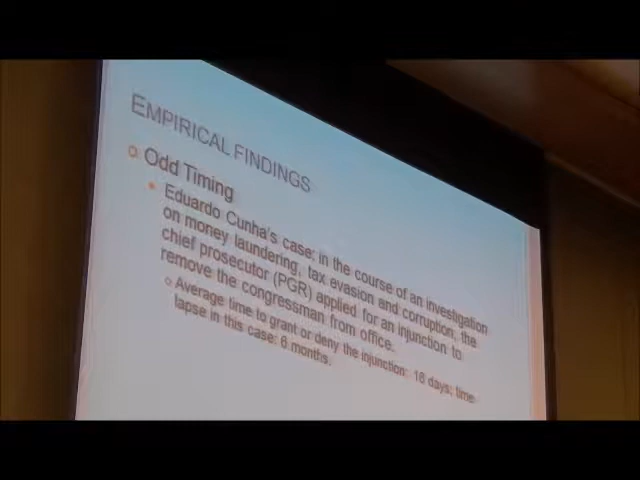 EMPIRICAL FINDINGS
Odd Timing
Eduardo Cunha's case: in the course of an investigation
on money laundering, tax evasion and corruption, the
chief prosecutor (PGR) applied for an injunction to
remove the congressman from office.
Average time to grant or deny the injunction: 18 days; time
lapse in this case: 6 months.